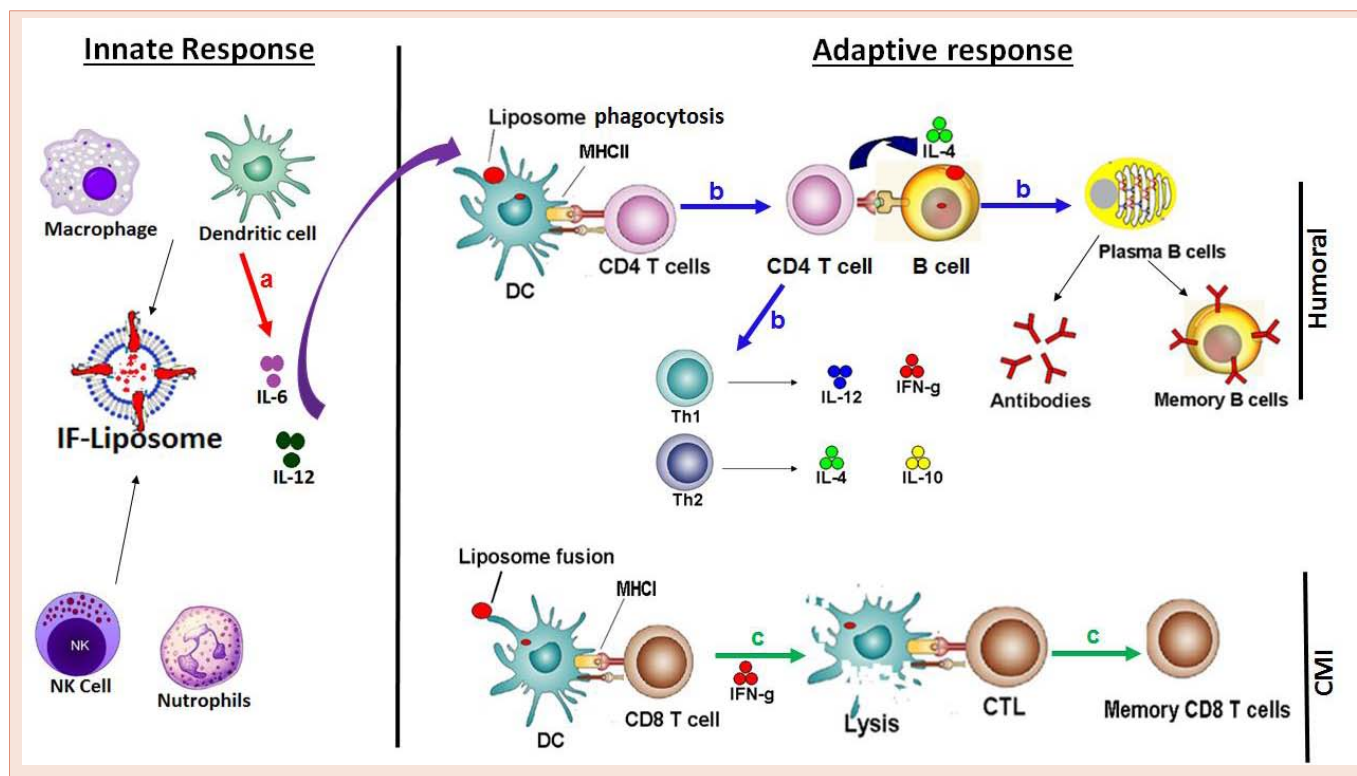 Innate Response
Macrophage
Dendritic cell
a
IL-6
IF-Liposome
IL-12
NK
NK Cell
Nutrophils
Adaptive response
Liposome phagocytosis
MHCII
DC
CD4 T cells
b
IL-4
CD4 T cell
B cell
b
Plasma B cells
Antibodies
Memory B cells
b
Th1
IL-12
IFN-g
Th2
IL-4
IL-10
Humoral
Liposome fusion
MHCI
DC
CD8 T cell
c
IFN-g
Lysis
CTL
c
Memory CD8 T cells
CMI